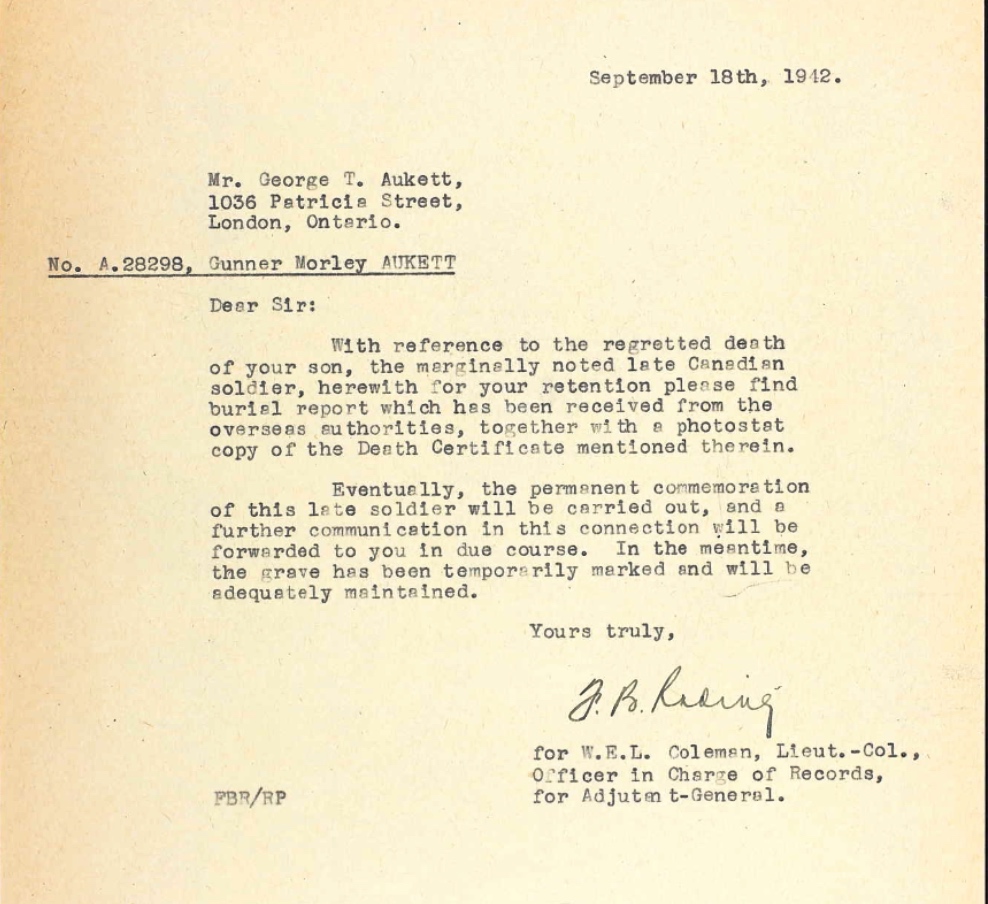 September 18th, 1942.
Mr. George T. Aukett,
1036 Patricia Street,
London, Ontario.
No. A.28298, Gunner Morley AUKETT
Dear Sir:
With reference to the regretted death
of your son, the marginally noted late Canadian
soldier, herewith for your retention please find
burial report which has been received from the
overseas authorities, together with a photostat
copy of the Death Certificate mentioned therein.
Eventually, the permanent commemoration
of this late soldier will be carried out, and a
further communication in this connection will be
forwarded to you in due course. In the meantime,
the grave has been temporarily marked and will be
adequately maintained.
Yours truly,
F. B.
for W.E.L. Coleman, Lieut.-Col.,
Officer in Charge of Records,
for Adjutant-General.
FBR/RP